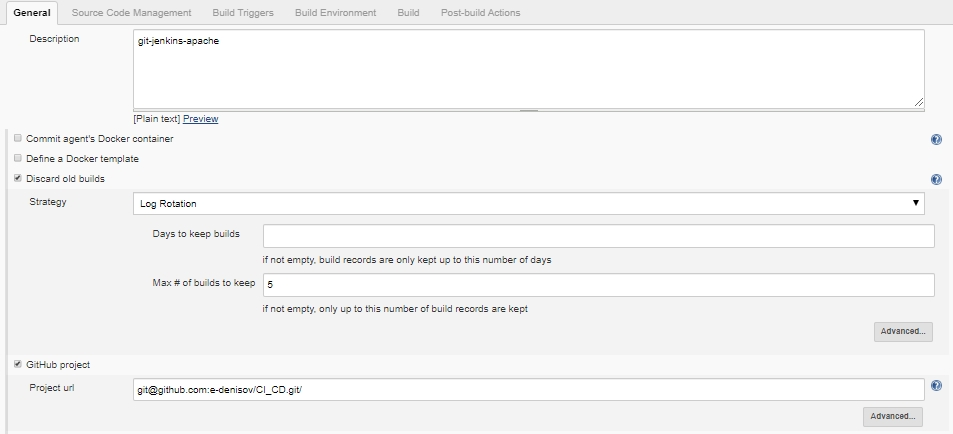 General Source Code Management Build Triggers Build Environment Build Post-build Actions
Description git-jenkins-apache
[Plain text] Preview
Commit agent's Docker container
Define a Docker template
Discard old builds
Strategy Log Rotation
Days to keep builds
if not empty, build records are only kept up to this number of days
Max # of builds to keep 5
if not empty, only up to this number of build records are kept
Advanced...
GitHub project
Project url git@github.com:e-denisov/CI_CD.git/
Advanced...